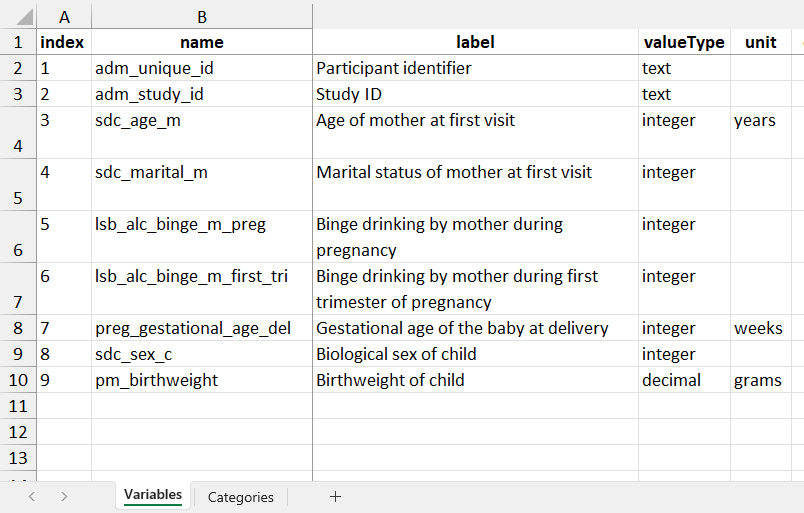 A B
1 index name label valueType unit
2 1 adm_unique_id Participant identifier text
3 2 adm_study_id Study ID text
3 sdc_age_m Age of mother at first visit integer years
4
4 sdc_marital_m Marital status of mother at first visit integer
5
5 lsb_alc_binge_m_preg Binge drinking by mother during integer
6 pregnancy
6 lsb_alc_binge_m_first_tri Binge drinking by mother during first integer
7 trimester of pregnancy
8 7 preg_gestational_age_del Gestational age of the baby at delivery integer weeks
9 8 sdc_sex_c Biological sex of child integer
10 9 pm_birthweight Birthweight of child decimal grams
11
12
13
Variables Categories